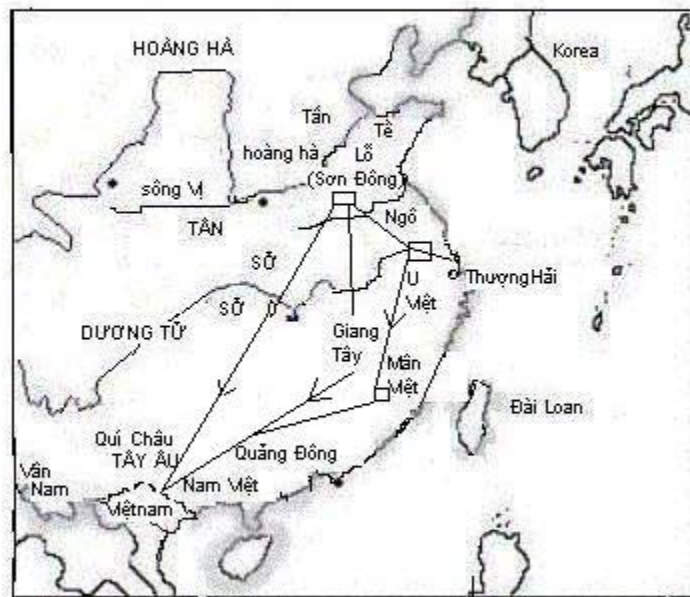 HOÀNG HÀ
Korea
Tấn
Tề
hoàng hà
Lỗ
(Sơn Đông)
sông Vị
TẦN
Ngô
SỞ
Thượng Hải
U
Việt
SỞ
DƯƠNG TỬ
Giang
Tây
Mân
Việt
Đài Loan
Quí Châu
TÂY ÂU
Quảng Đông
Vân
Nam
Nam Việt
Việtnam